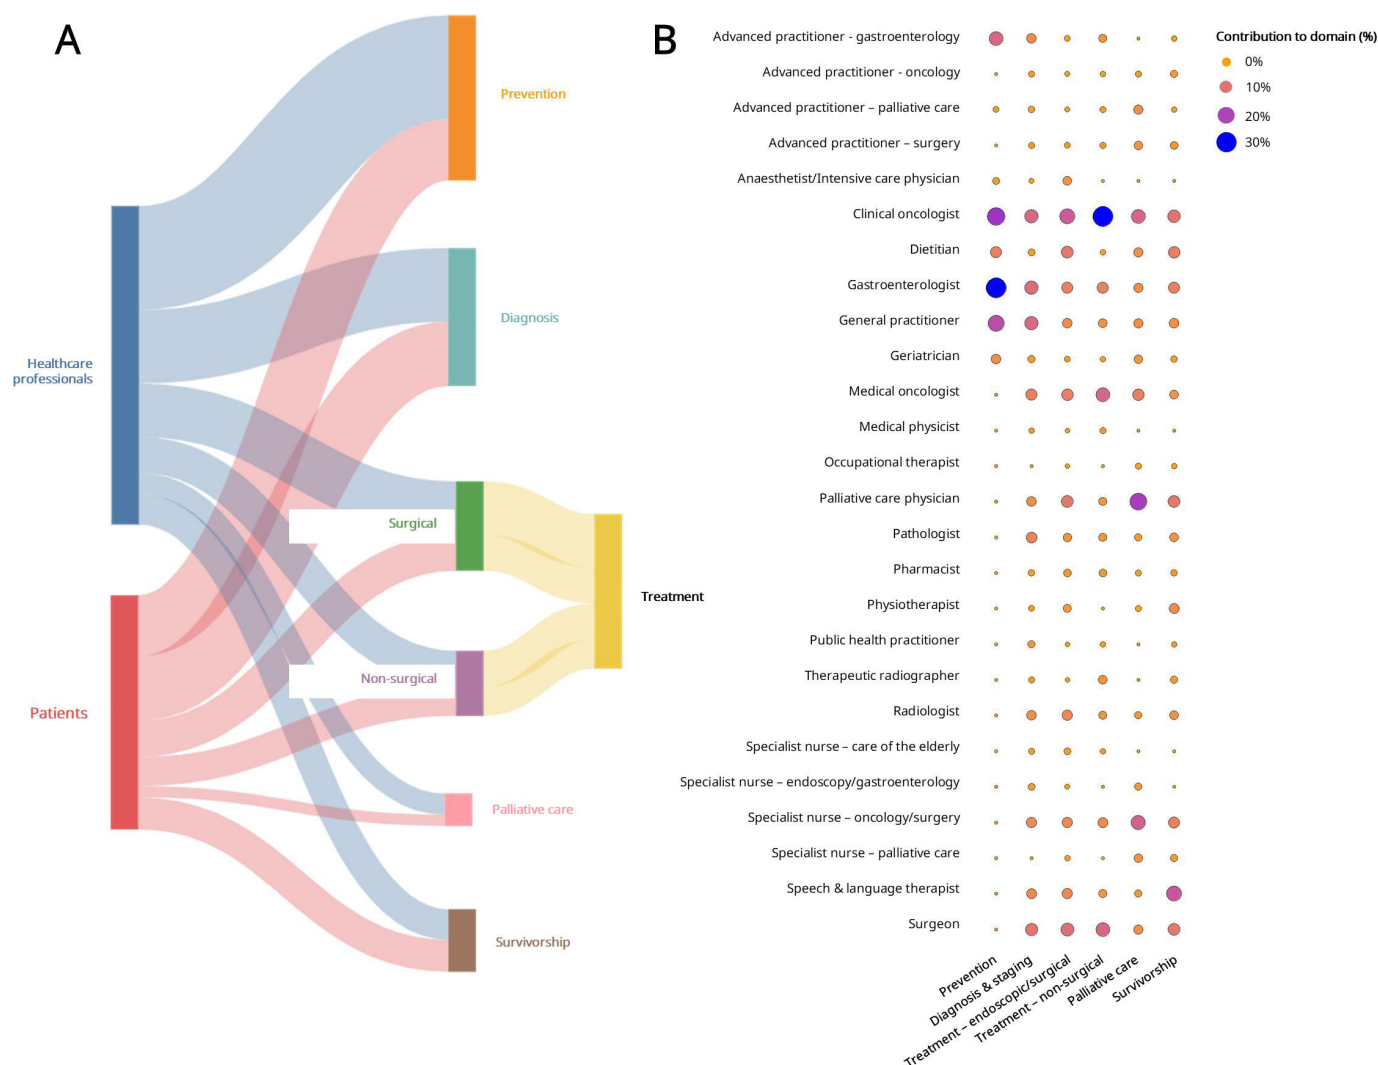 A
Prevention
Diagnosis
Healthcare
professionals
Surgical
Treatment
Non-surgical
Patients
Palliative care
Survivorship
B
Advanced practitioner - gastroenterology
Advanced practitioner - oncology
Advanced practitioner – palliative care
Advanced practitioner – surgery
Anaesthetist/Intensive care physician
Clinical oncologist
Dietitian
Gastroenterologist
General practitioner
Geriatrician
Medical oncologist
Medical physicist
Occupational therapist
Palliative care physician
Pathologist
Pharmacist
Physiotherapist
Public health practitioner
Therapeutic radiographer
Radiologist
Specialist nurse – care of the elderly
Specialist nurse – endoscopy/gastroenterology
Specialist nurse – oncology/surgery
Specialist nurse – palliative care
Speech & language therapist
Surgeon
Prevention
Diagnosis & staging
Treatment – endoscopic/surgical
Treatment – non-surgical
Palliative care
Survivorship
Contribution to domain (%)
0%
10%
20%
30%